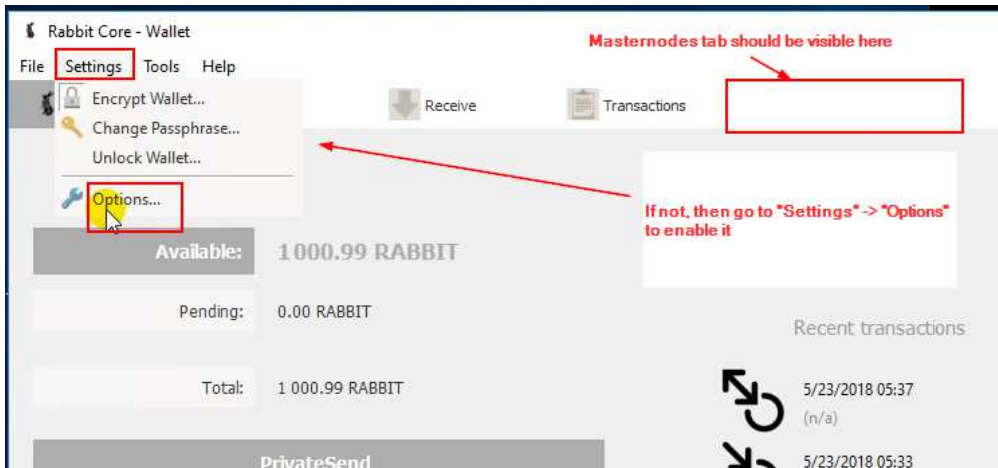 Rabbit Core - Wallet
Masternodes tab should be visible here
File Settings Tools Help
Encrypt Wallet...
Receive
Transactions
Change Passphrase...
Unlock Wallet...
Options...
If not, then go to "Settings" -> "Options"
to enable it
Available: 1 000.99 RABBIT
Pending: 0.00 RABBIT
Recent transactions
Total: 1 000.99 RABBIT
5/23/2018 05:37
(n/a)
PrivateSend
5/23/2018 05:33